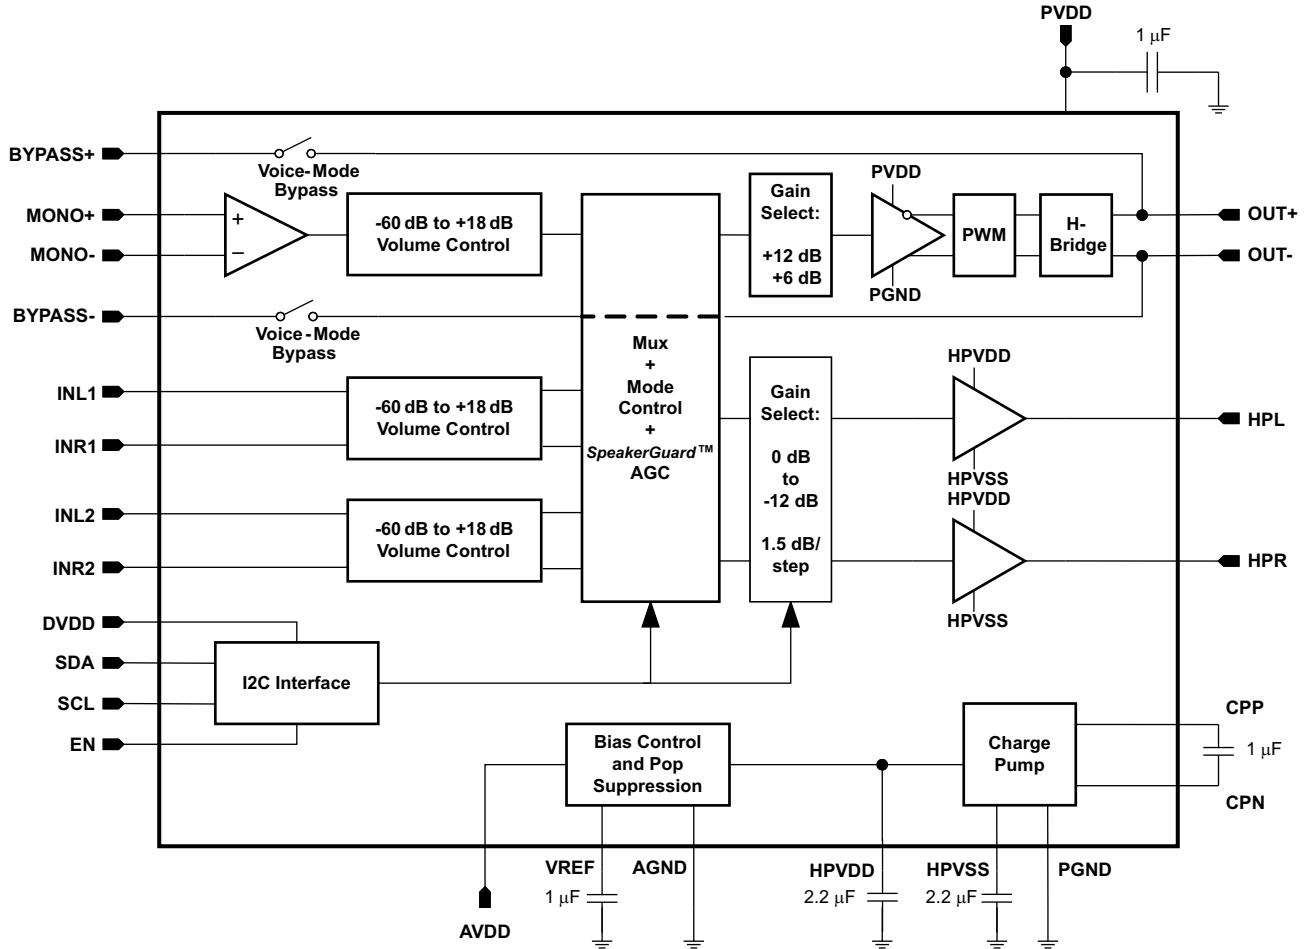 PVDD
1 μF
BYPASS+
Voice-Mode
Bypass
MONO+
MONO-
+
−
-60 dB to +18 dB
Volume Control
Gain
Select:
+12 dB
+6 dB
PVDD
PGND
PWM
H-
Bridge
OUT+
OUT-
BYPASS-
Voice-Mode
Bypass
Mux
+
Mode
Control
+
SpeakerGuard™
AGC
INL1
INR1
-60 dB to +18 dB
Volume Control
Gain
Select:
0 dB
to
-12 dB
1.5 dB/
step
HPVDD
HPVSS
HPL
INL2
INR2
-60 dB to +18 dB
Volume Control
HPVDD
HPVSS
HPR
DVDD
SDA
SCL
EN
I2C Interface
Bias Control
and Pop
Suppression
Charge
Pump
CPP
1 μF
CPN
AVDD
VREF
1 μF
AGND
HPVDD
2.2 μF
HPVSS
2.2 μF
PGND